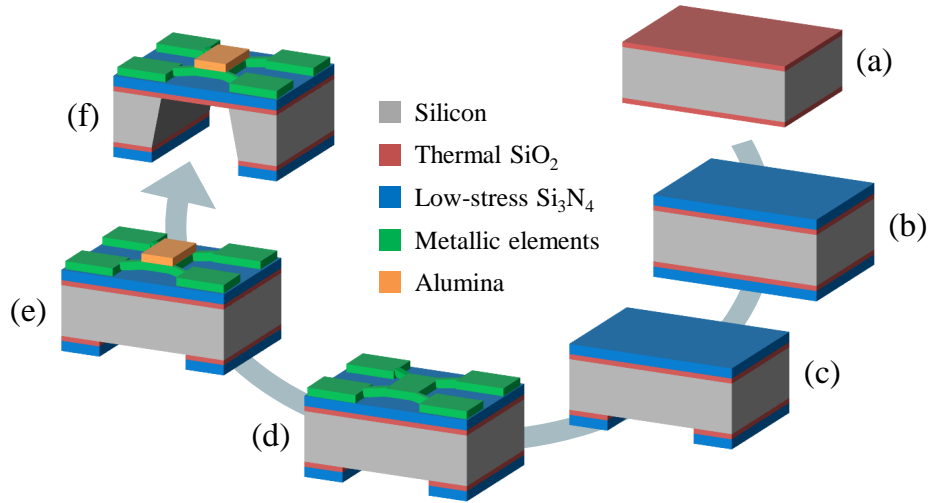 (a)
(f)
Silicon
Thermal SiO₂
Low-stress Si₃N₄
(b)
Metallic elements
(e)
Alumina
(c)
(d)